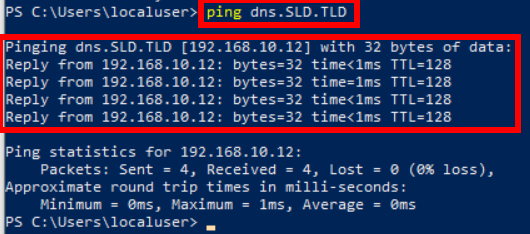 PS C:\Users\localuser> ping dns.SLD.TLD
Pinging dns.SLD.TLD [192.168.10.12] with 32 bytes of data:
Reply from 192.168.10.12: bytes=32 time<1ms TTL=128
Reply from 192.168.10.12: bytes=32 time=1ms TTL=128
Reply from 192.168.10.12: bytes=32 time<1ms TTL=128
Reply from 192.168.10.12: bytes=32 time<1ms TTL=128
Ping statistics for 192.168.10.12:
Packets: Sent = 4, Received = 4, Lost = 0 (0% loss),
Approximate round trip times in milli-seconds:
Minimum = 0ms, Maximum = 1ms, Average = 0ms
PS C:\Users\localuser>